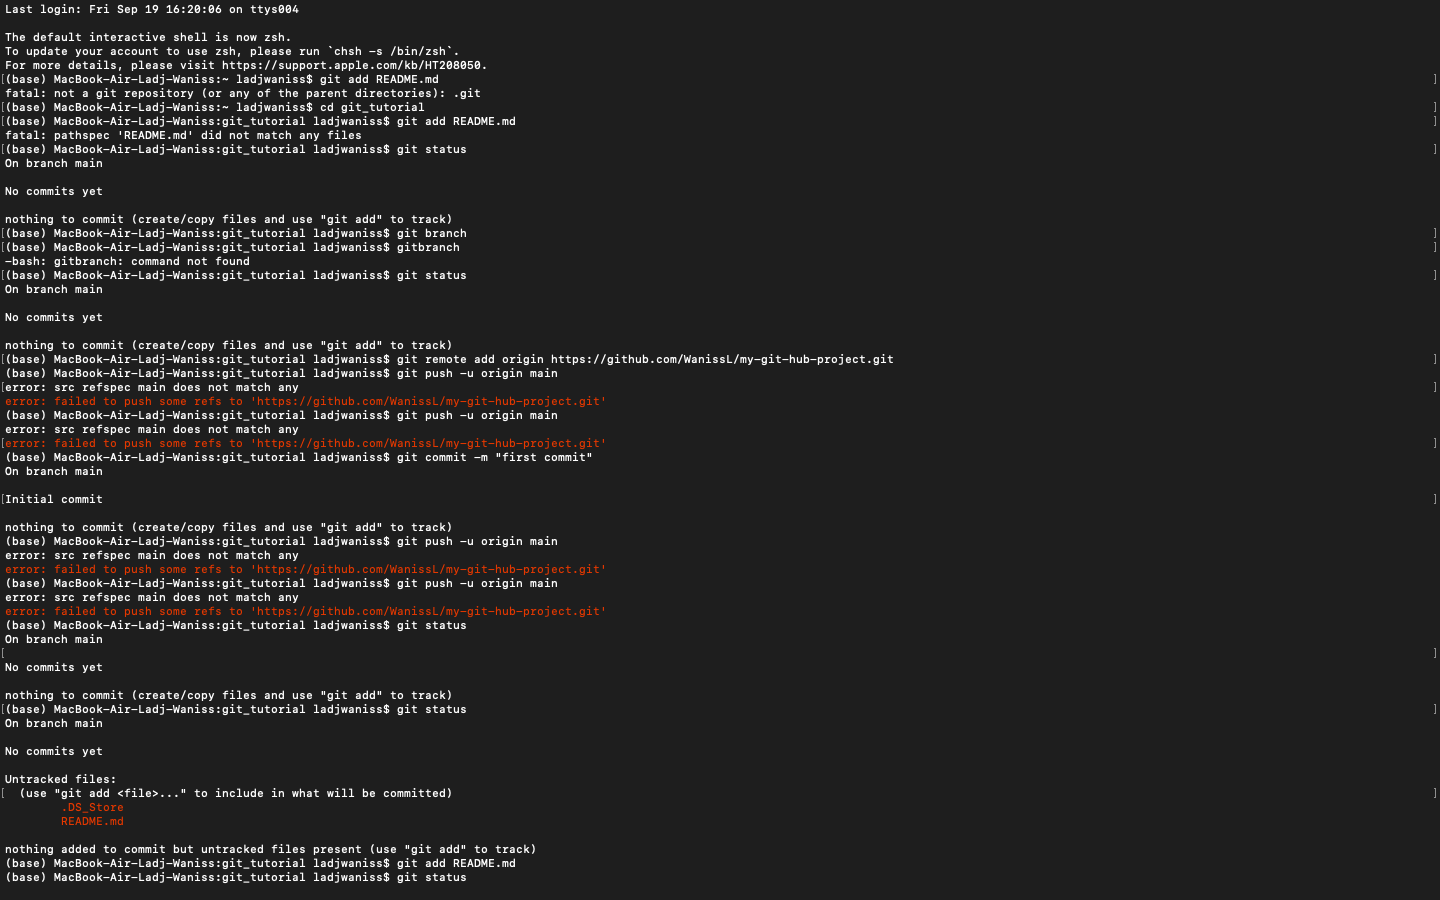 Last login: Fri Sep 19 16:20:06 on ttys004
The default interactive shell is now zsh.
To update your account to use zsh, please run `chsh -s /bin/zsh`.
For more details, please visit https://support.apple.com/kb/HT208050.
[(base) MacBook-Air-Ladj-Waniss:~ ladjwaniss$ git add README.md ]
fatal: not a git repository (or any of the parent directories): .git
[(base) MacBook-Air-Ladj-Waniss:~ ladjwaniss$ cd git_tutorial ]
[(base) MacBook-Air-Ladj-Waniss:git_tutorial ladjwaniss$ git add README.md ]
fatal: pathspec 'README.md' did not match any files
[(base) MacBook-Air-Ladj-Waniss:git_tutorial ladjwaniss$ git status ]
On branch main
No commits yet
nothing to commit (create/copy files and use "git add" to track)
[(base) MacBook-Air-Ladj-Waniss:git_tutorial ladjwaniss$ git branch ]
[(base) MacBook-Air-Ladj-Waniss:git_tutorial ladjwaniss$ gitbranch ]
-bash: gitbranch: command not found
[(base) MacBook-Air-Ladj-Waniss:git_tutorial ladjwaniss$ git status ]
On branch main
No commits yet
nothing to commit (create/copy files and use "git add" to track)
[(base) MacBook-Air-Ladj-Waniss:git_tutorial ladjwaniss$ git remote add origin https://github.com/WanissL/my-git-hub-project.git ]
(base) MacBook-Air-Ladj-Waniss:git_tutorial ladjwaniss$ git push -u origin main
[error: src refspec main does not match any ]
error: failed to push some refs to 'https://github.com/WanissL/my-git-hub-project.git'
(base) MacBook-Air-Ladj-Waniss:git_tutorial ladjwaniss$ git push -u origin main
error: src refspec main does not match any
[error: failed to push some refs to 'https://github.com/WanissL/my-git-hub-project.git' ]
(base) MacBook-Air-Ladj-Waniss:git_tutorial ladjwaniss$ git commit -m "first commit"
On branch main
[Initial commit ]
nothing to commit (create/copy files and use "git add" to track)
(base) MacBook-Air-Ladj-Waniss:git_tutorial ladjwaniss$ git push -u origin main
error: src refspec main does not match any
error: failed to push some refs to 'https://github.com/WanissL/my-git-hub-project.git'
(base) MacBook-Air-Ladj-Waniss:git_tutorial ladjwaniss$ git push -u origin main
error: src refspec main does not match any
error: failed to push some refs to 'https://github.com/WanissL/my-git-hub-project.git'
(base) MacBook-Air-Ladj-Waniss:git_tutorial ladjwaniss$ git status
On branch main
[ ]
No commits yet
nothing to commit (create/copy files and use "git add" to track)
[(base) MacBook-Air-Ladj-Waniss:git_tutorial ladjwaniss$ git status ]
On branch main
No commits yet
Untracked files:
[ (use "git add <file>..." to include in what will be committed) ]
.DS_Store
README.md
nothing added to commit but untracked files present (use "git add" to track)
(base) MacBook-Air-Ladj-Waniss:git_tutorial ladjwaniss$ git add README.md
(base) MacBook-Air-Ladj-Waniss:git_tutorial ladjwaniss$ git status